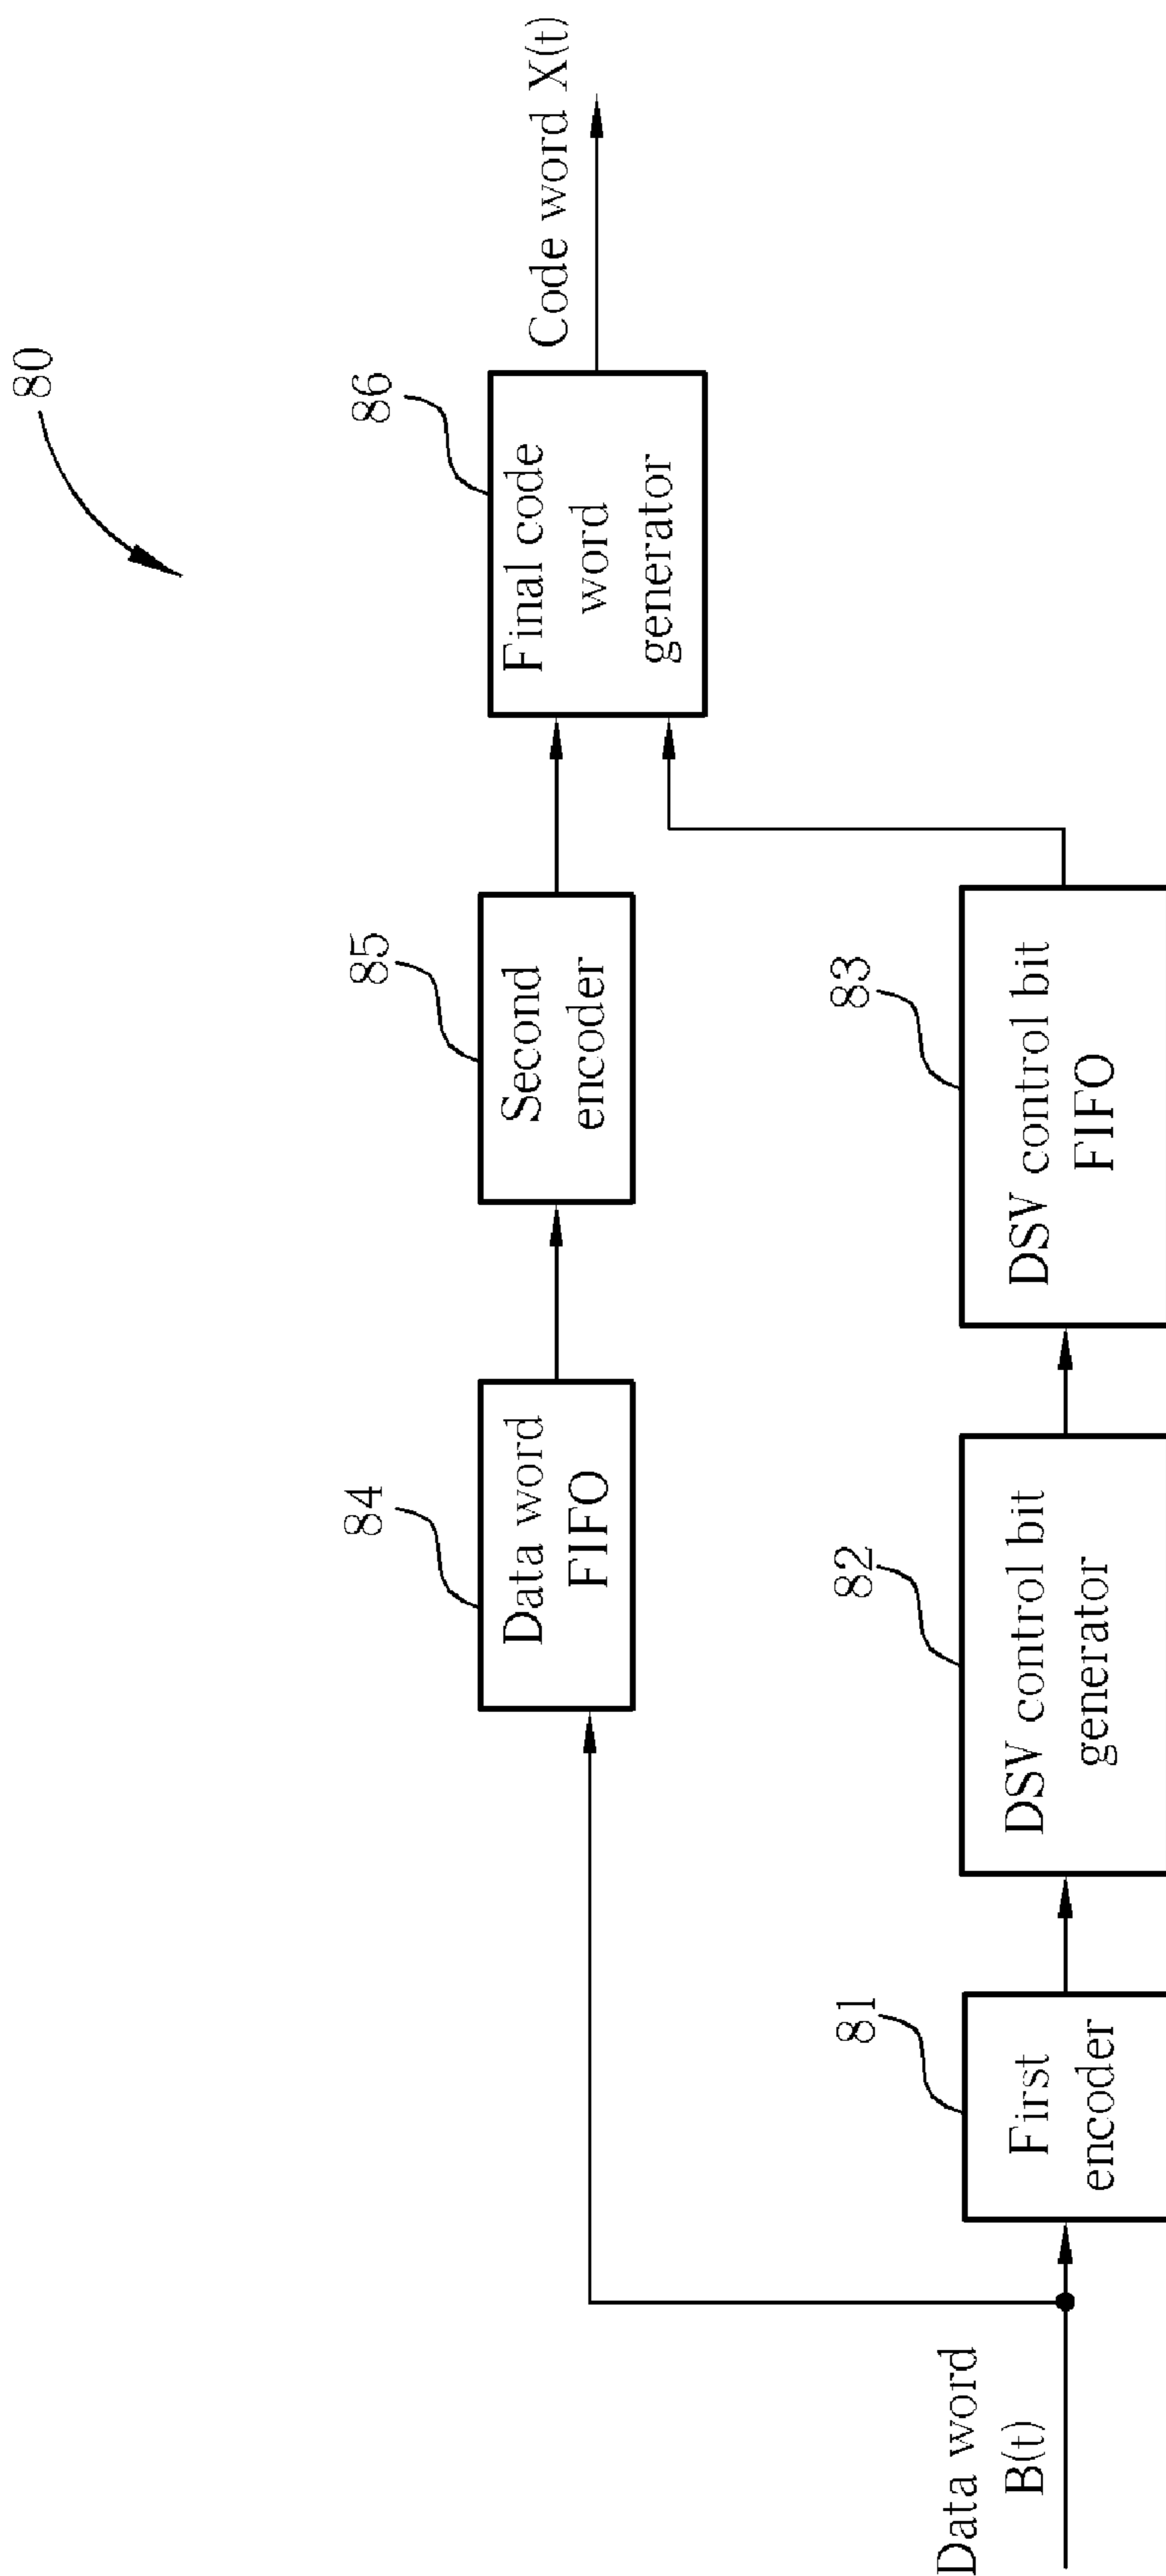 80
84
Data word
FIFO
85
Second
encoder
86
Final code
word
generator
Code word X(t)
Data word
B(t)
81
First
encoder
82
DSV control bit
generator
83
DSV control bit
FIFO